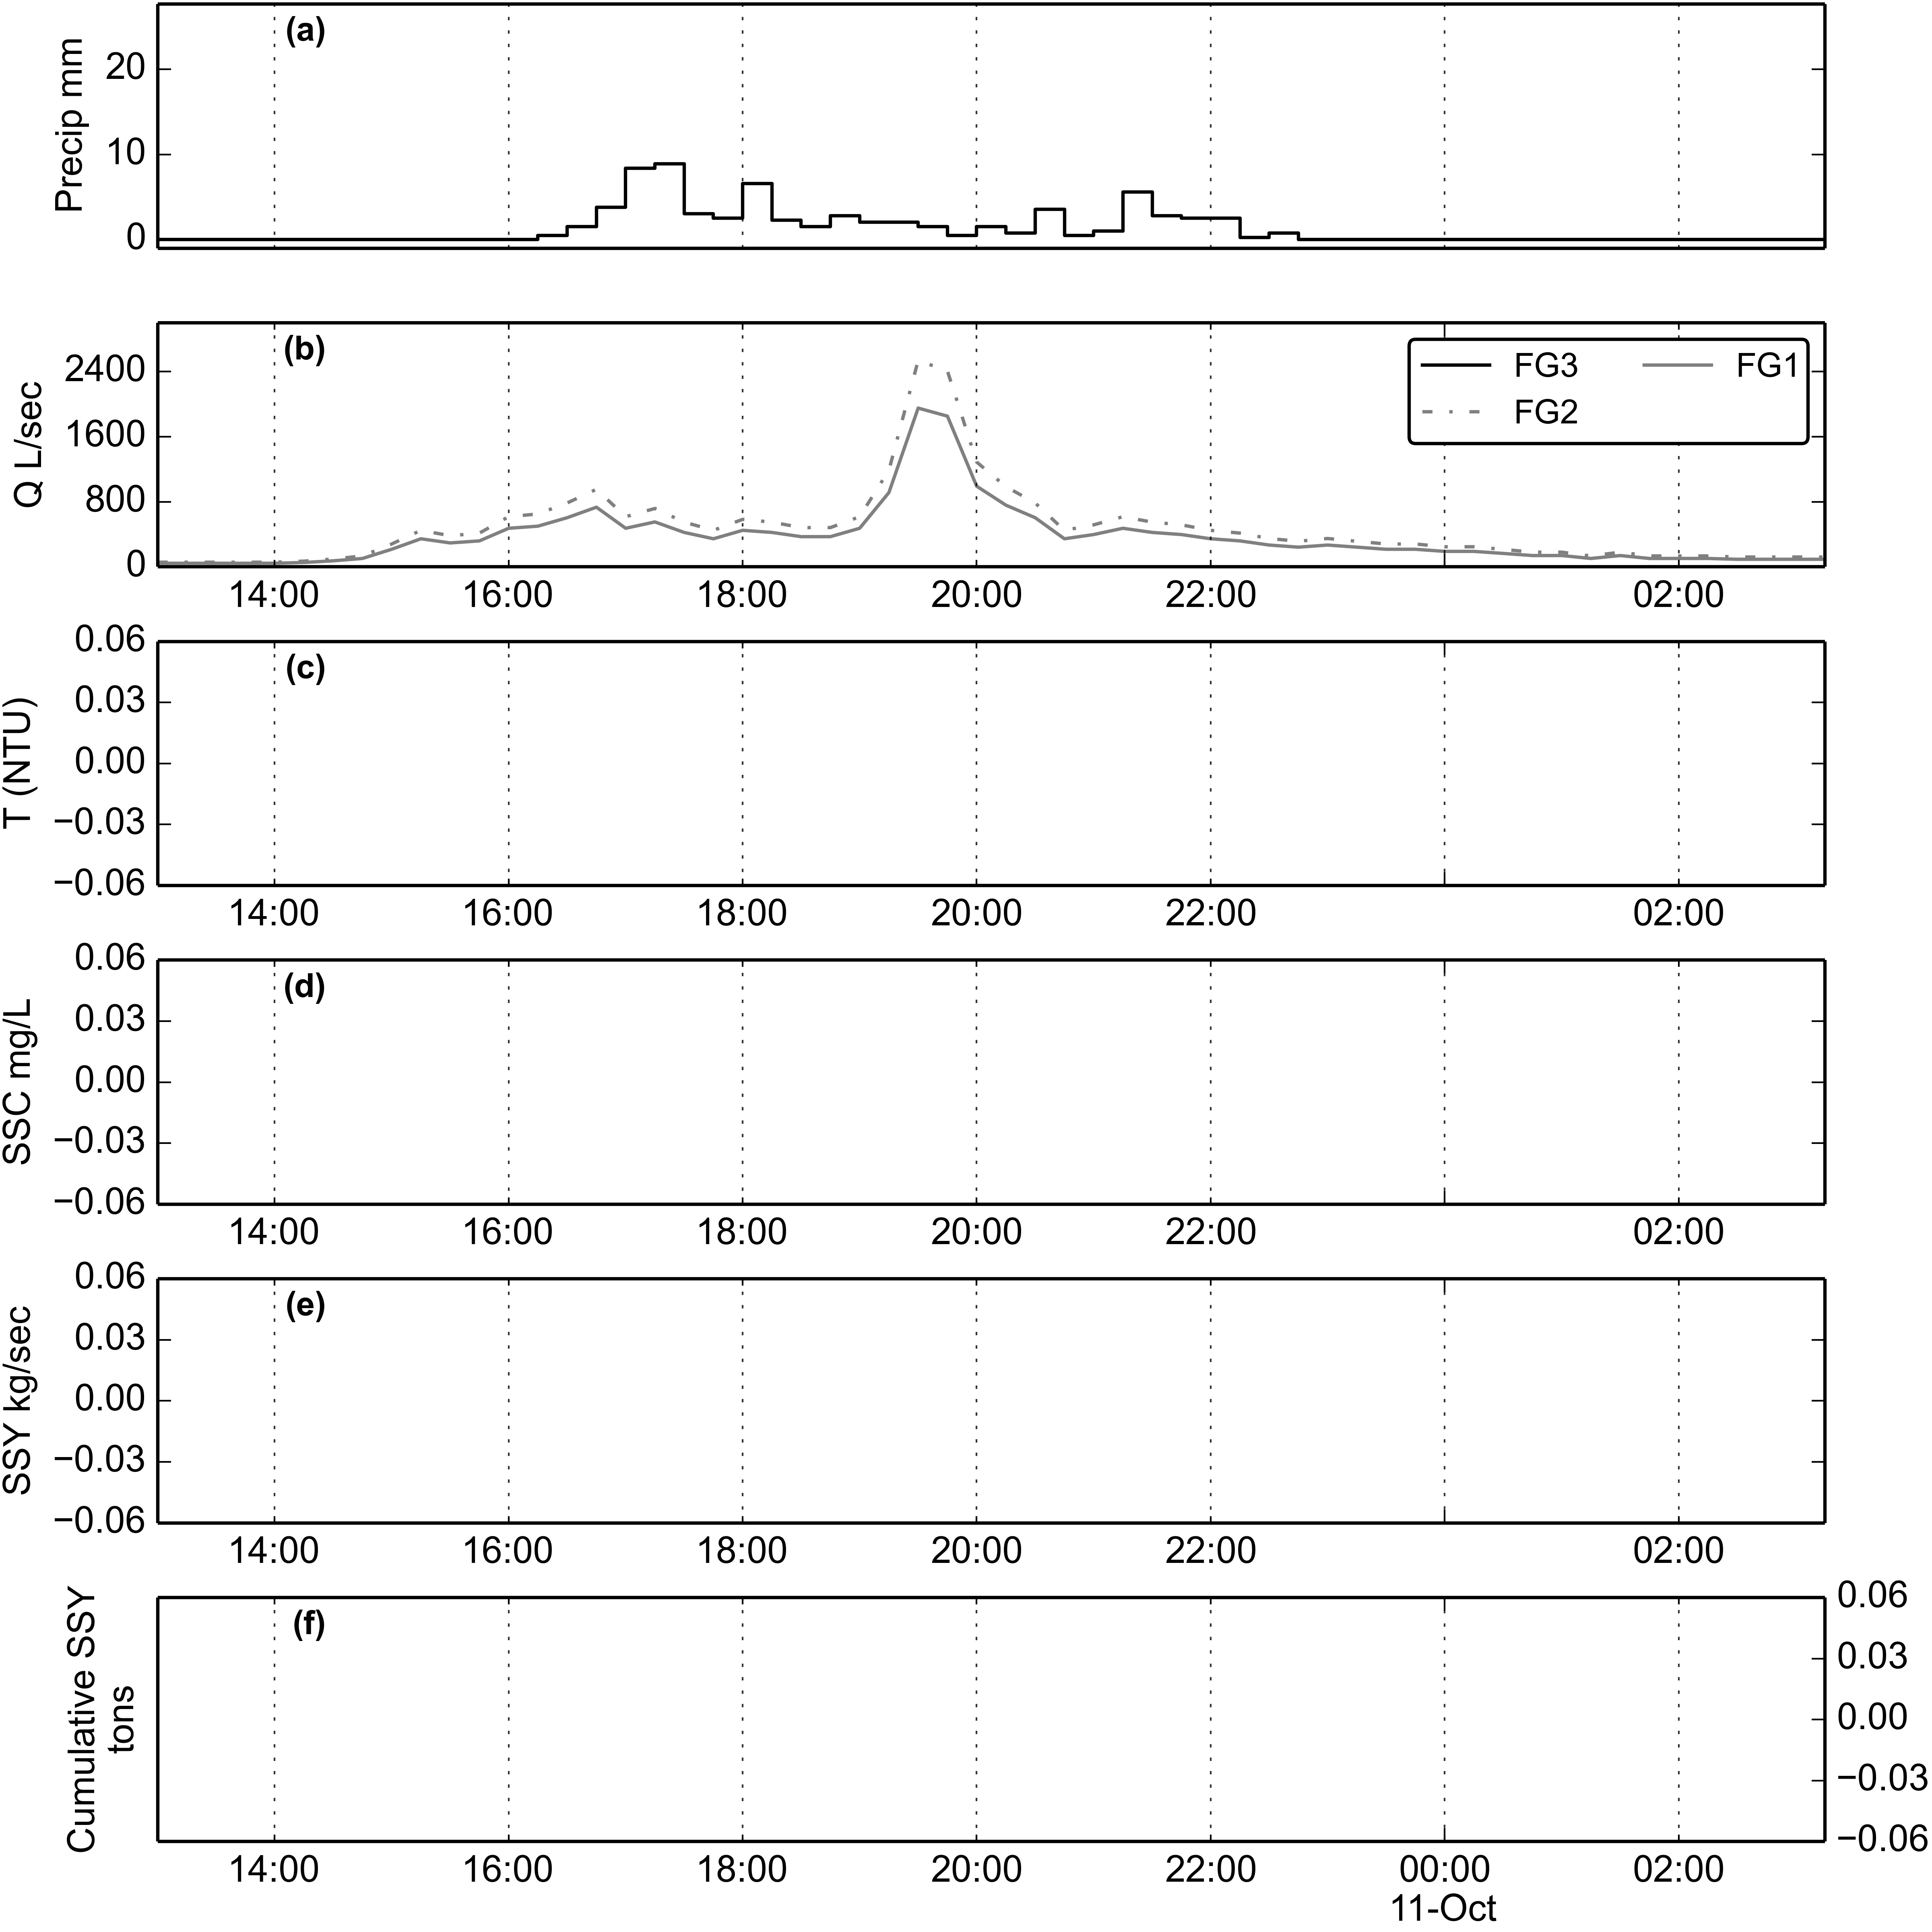 (a)
Precip mm
20
10
0
(b)
Q L/sec
2400
1600
800
0
FG3 FG1
FG2
14:00 16:00 18:00 20:00 22:00 02:00
(c)
T (NTU)
0.06
0.03
0.00
−0.03
−0.06
14:00 16:00 18:00 20:00 22:00 02:00
(d)
SSC mg/L
0.06
0.03
0.00
−0.03
−0.06
14:00 16:00 18:00 20:00 22:00 02:00
(e)
SSY kg/sec
0.06
0.03
0.00
−0.03
−0.06
14:00 16:00 18:00 20:00 22:00 02:00
(f)
Cumulative SSY
tons
0.06
0.03
0.00
−0.03
−0.06
14:00 16:00 18:00 20:00 22:00 00:00 02:00
11-Oct